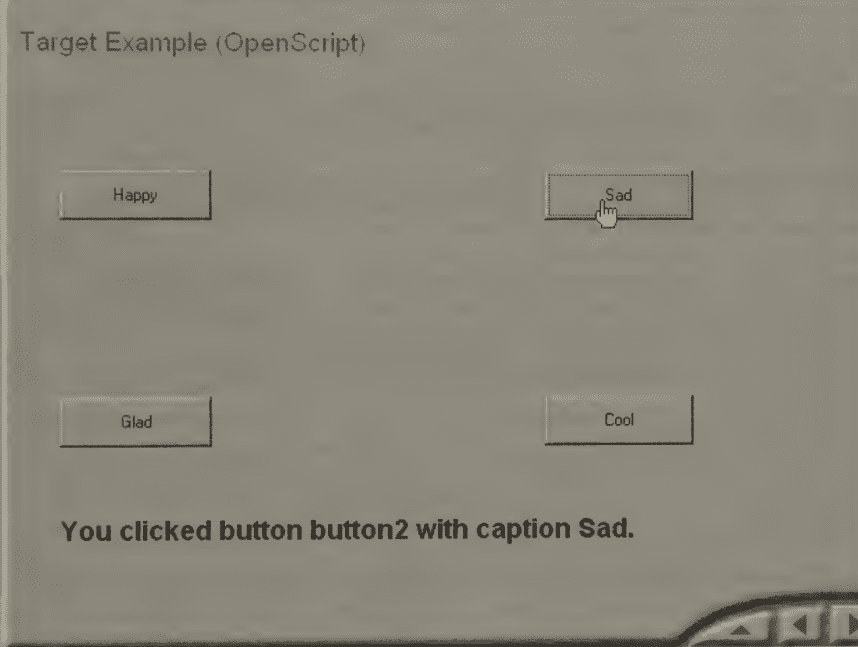 Target Example (OpenScript)
Happy
Sad
Glad
Cool
You clicked button button2 with caption Sad.